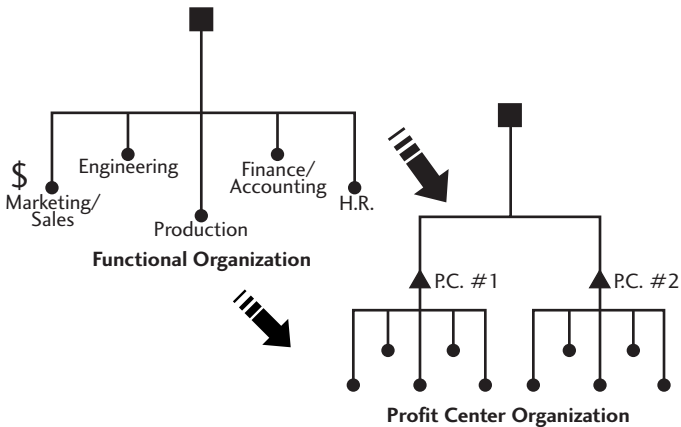 $
Marketing/
Sales
Engineering
Production
Finance/
Accounting
H.R.
Functional Organization
P.C. #1
P.C. #2
Profit Center Organization